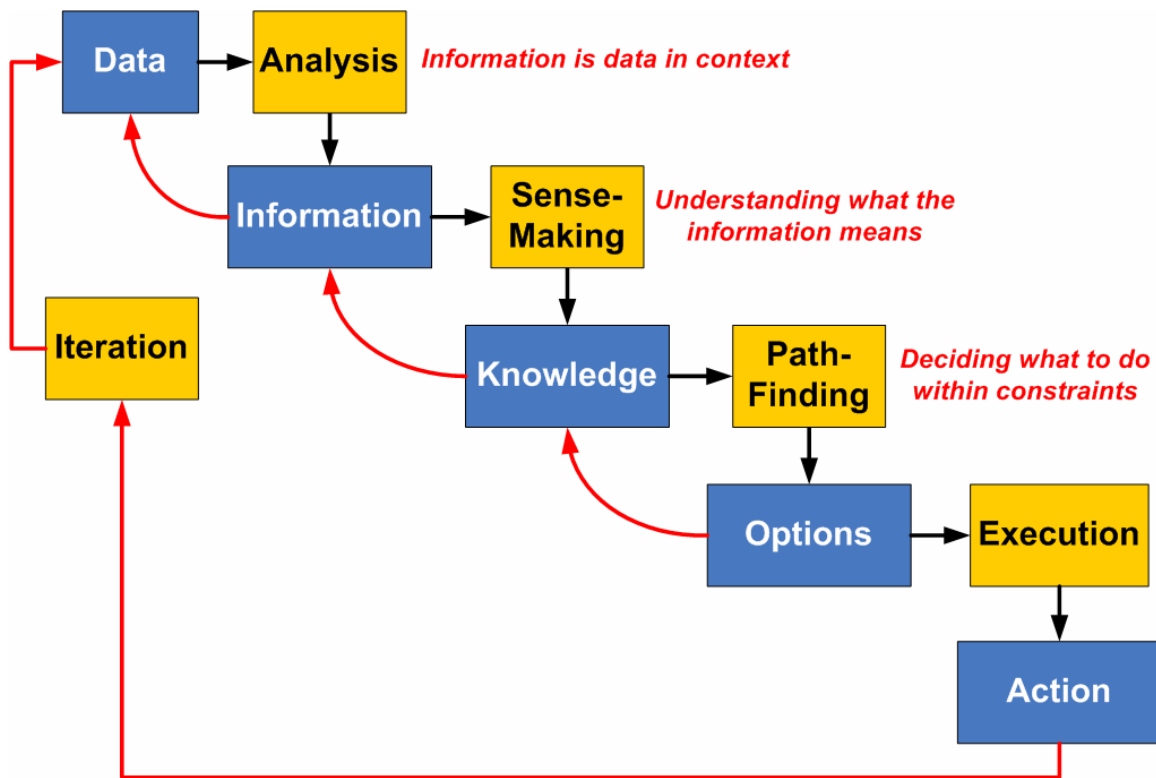 Data
Analysis
Information is data in context
Information
Sense-
Making
Understanding what the
information means
Iteration
Knowledge
Path-
Finding
Deciding what to do
within constraints
Options
Execution
Action